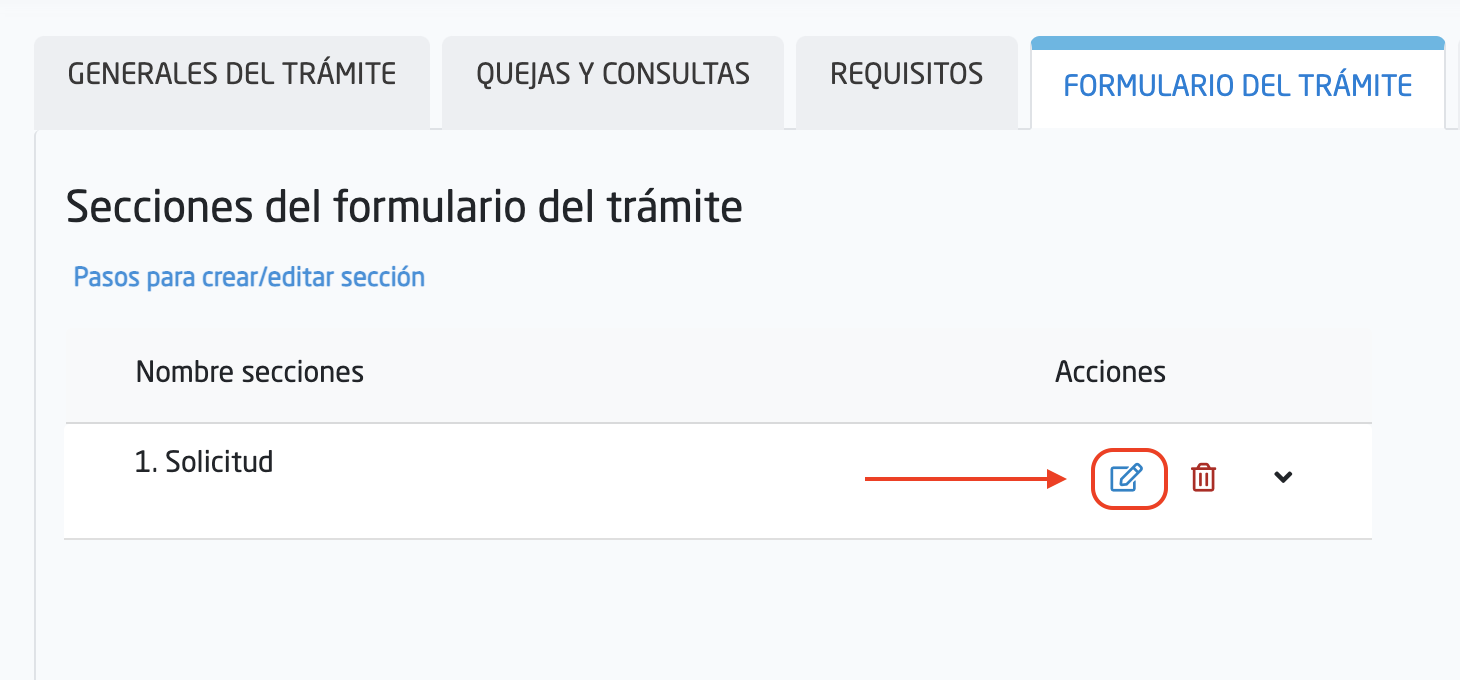 GENERALES DEL TRÁMITE
QUEJAS Y CONSULTAS
REQUISITOS
FORMULARIO DEL TRÁMITE
Secciones del formulario del trámite
Pasos para crear/editar sección
Nombre secciones
Acciones
1. Solicitud